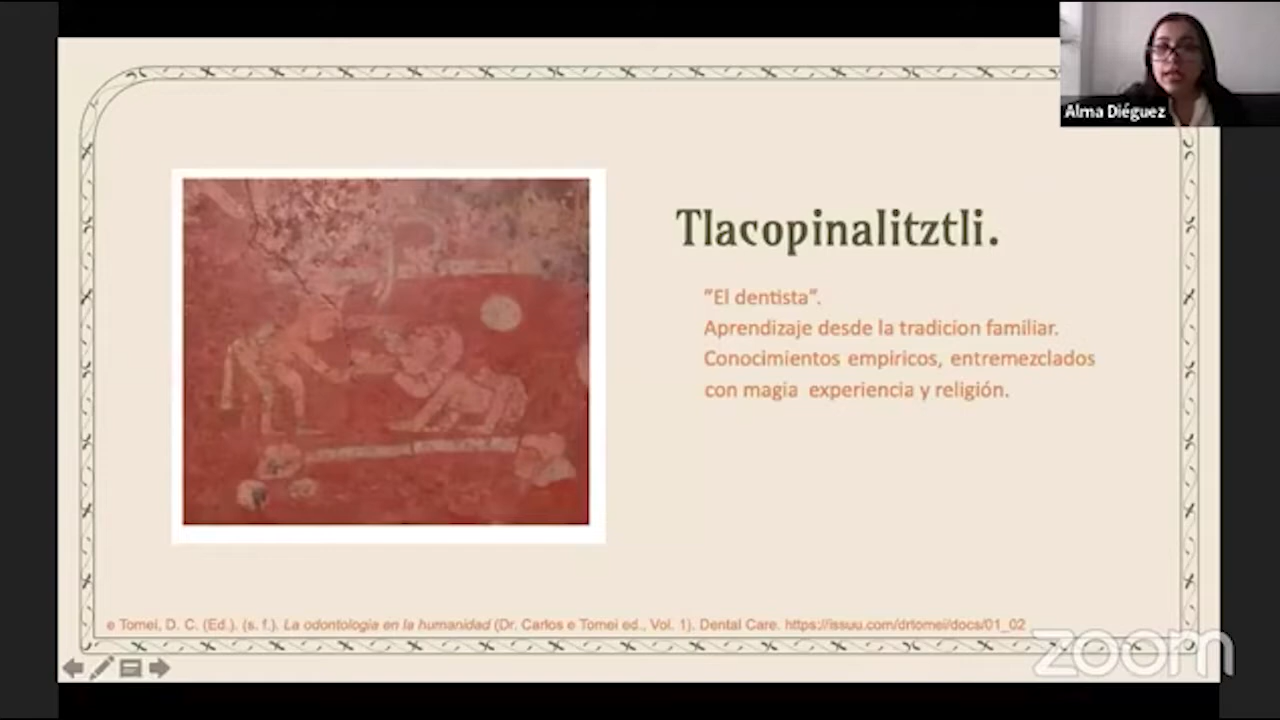 Alma Diéguez
Tlacopinalitztli.
"El dentista".
Aprendizaje desde la tradicion familiar.
Conocimientos empiricos, entremezclados
con magia experiencia y religión.
e Tomei, D. C. (Ed.). (s. f.). La odontologia en la humanidad (Dr. Carlos e Tomei ed., Vol. 1). Dental Care. https://issuu.com/drtomei/docs/01_02
zoom